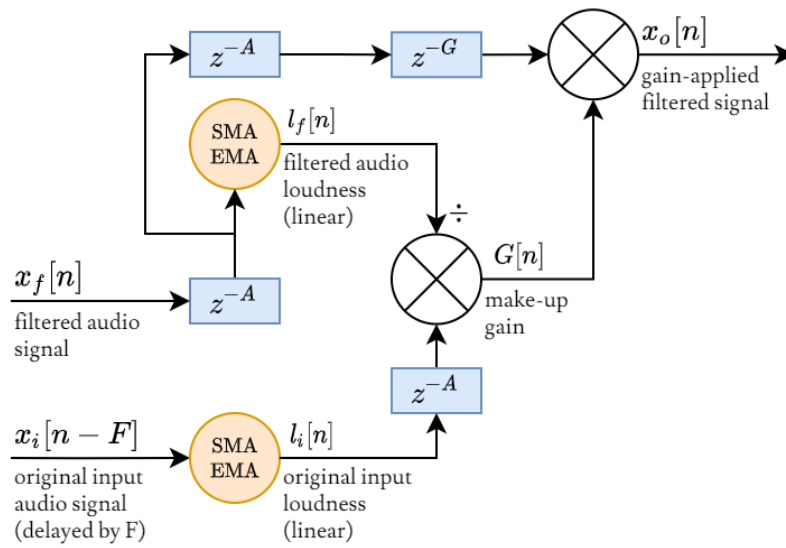 z^{-A}
z^{-G}
x_o[n]
gain-applied
filtered signal
SMA
EMA
l_f[n]
filtered audio
loudness
(linear)
÷
x_f[n]
filtered audio
signal
z^{-A}
G[n]
make-up
gain
z^{-A}
x_i[n − F]
original input
audio signal
(delayed by F)
SMA
EMA
l_i[n]
original input
loudness
(linear)